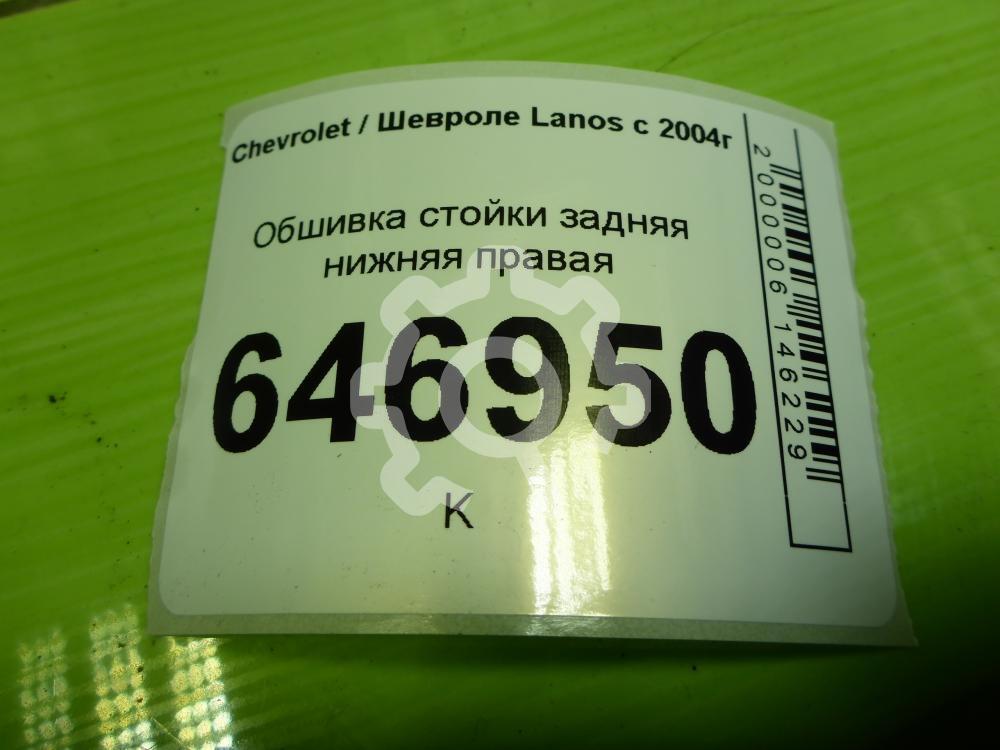 Chevrolet / Шевроле Lanos с 2004г
Обшивка стойки задняя
нижняя правая
646950
К
2000006146229